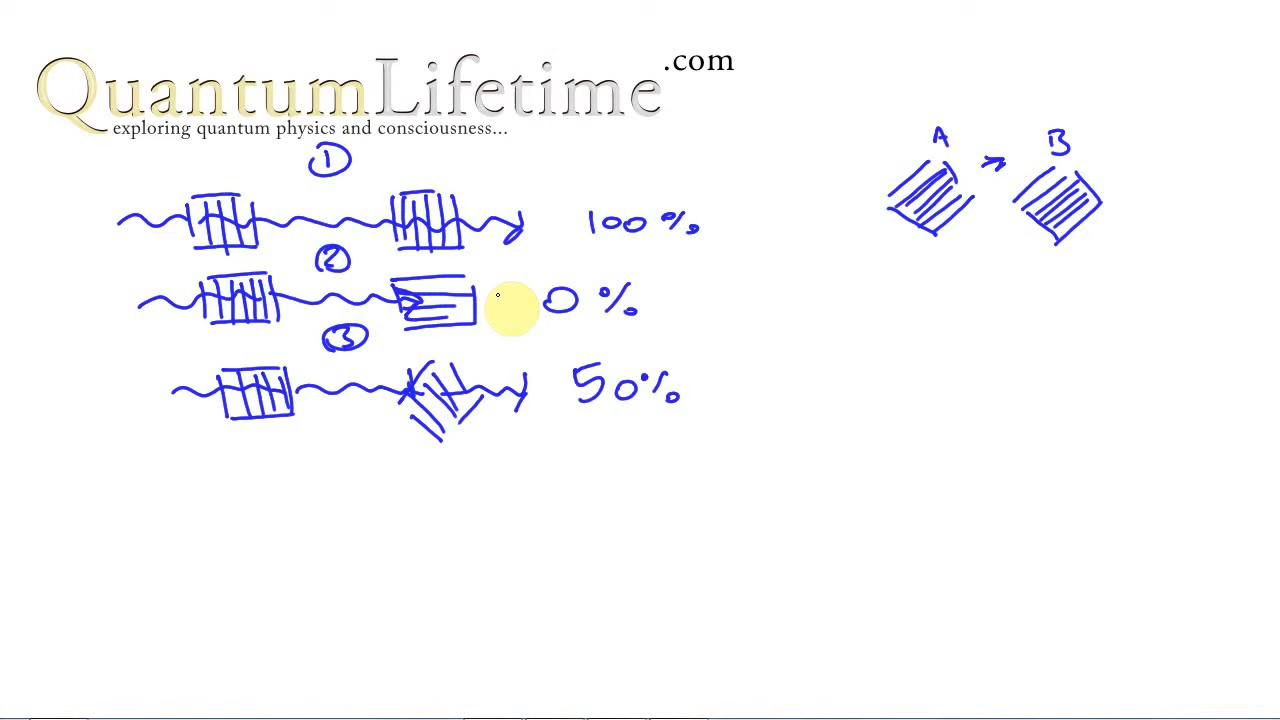 QuantumLifetime.com
exploring quantum physics and consciousness...
1
100%
2
0%
3
50%
A → B